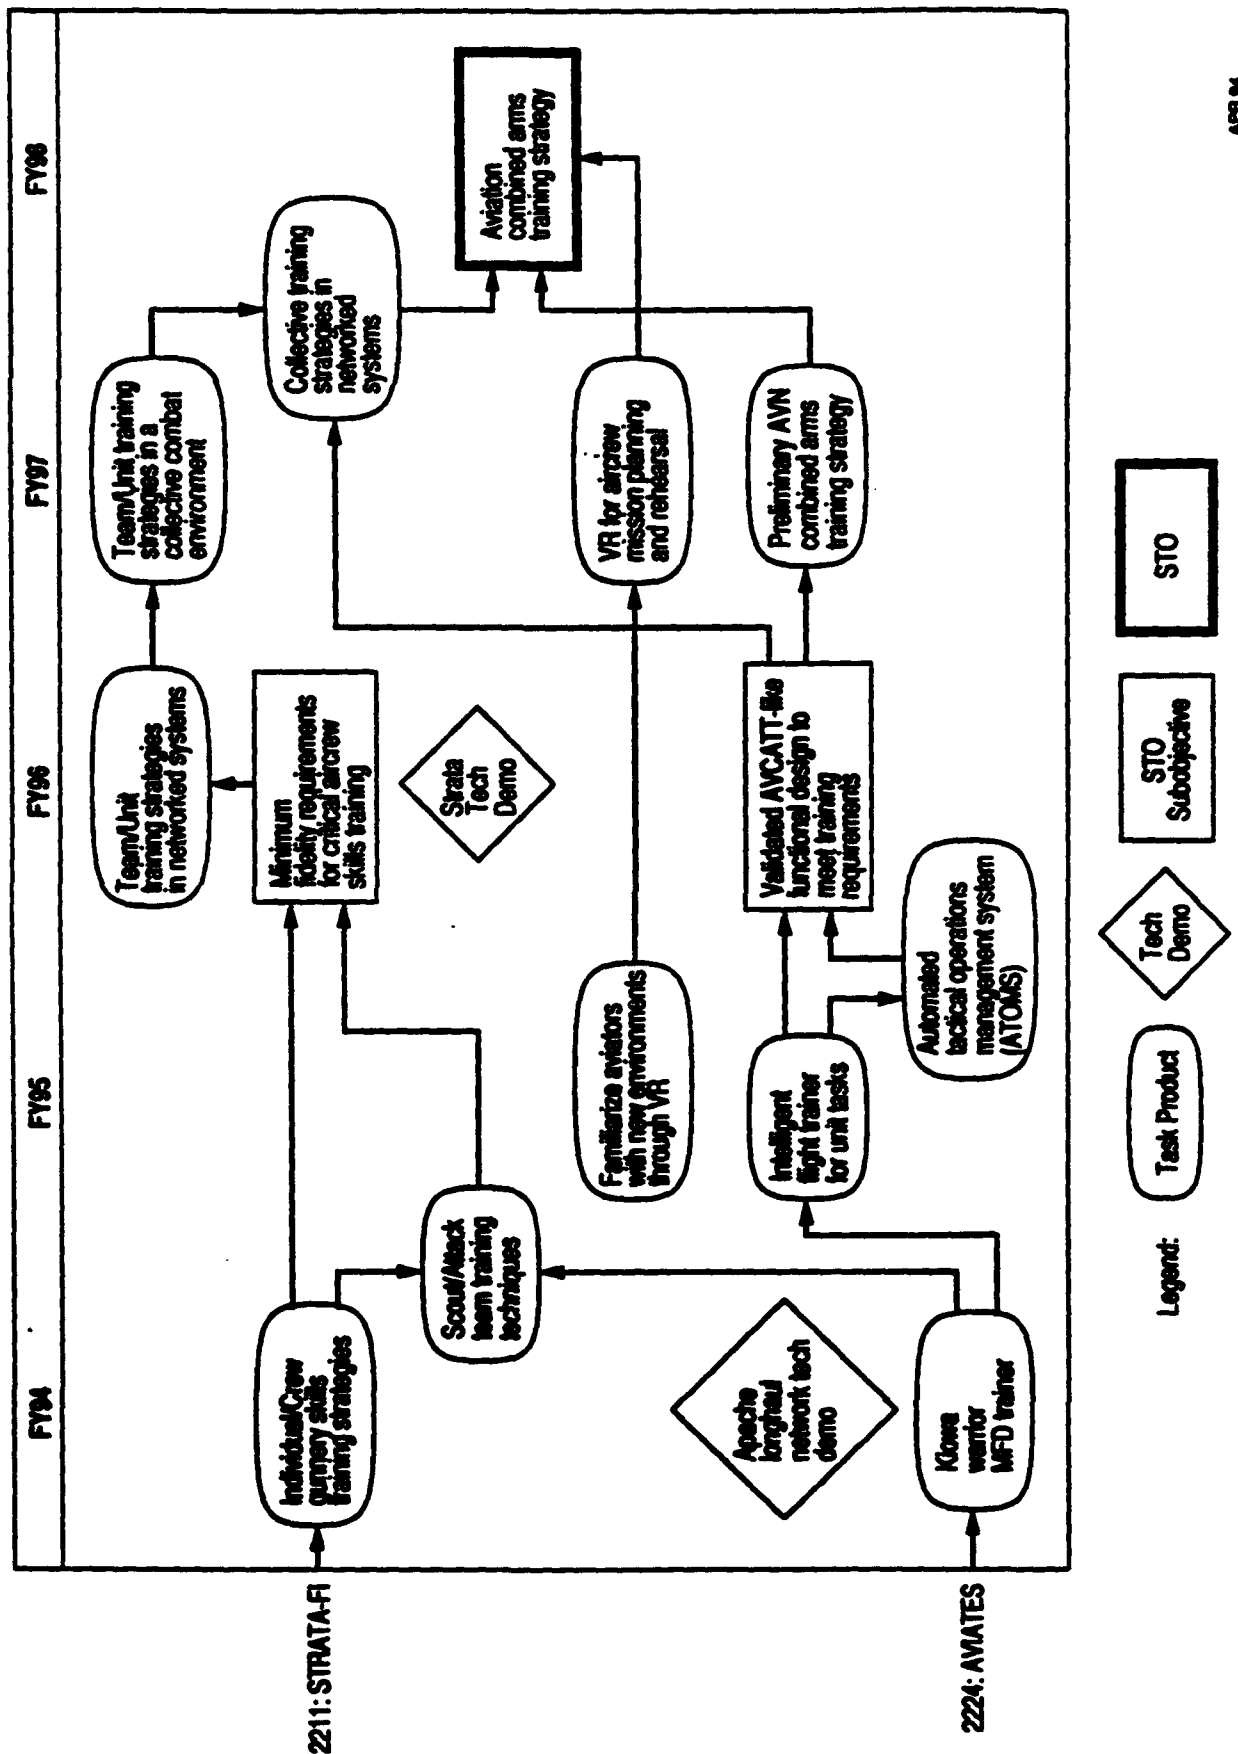 FY94
FY95
FY96
FY97
FY98
2211: STRATA-FI
Individual/Crew
gunnery skills
training strategies
Scout/Attack
team training
techniques
Team/Unit
training strategies
in networked systems
Minimum
fidelity requirements
for critical aircrew
skills training
Strata
Tech
Demo
Team/Unit training
strategies in a
collective combat
environment
Collective training
strategies in
networked
systems
Aviation
combined arms
training strategy
Familiarize aviators
with new environments
through VR
VR for aircrew
mission planning
and rehearsal
2224: AVIATES
Apache
longhaul
network tech
demo
Kiowa
warrior
MFD trainer
Intelligent
flight trainer
for unit tasks
Automated
tactical operations
management system
(ATOMS)
Validated AVCATT-like
functional design to
meet training
requirements
Preliminary AVN
combined arms
training strategy
Legend:
Task Product
Tech
Demo
STO
Subobjective
STO